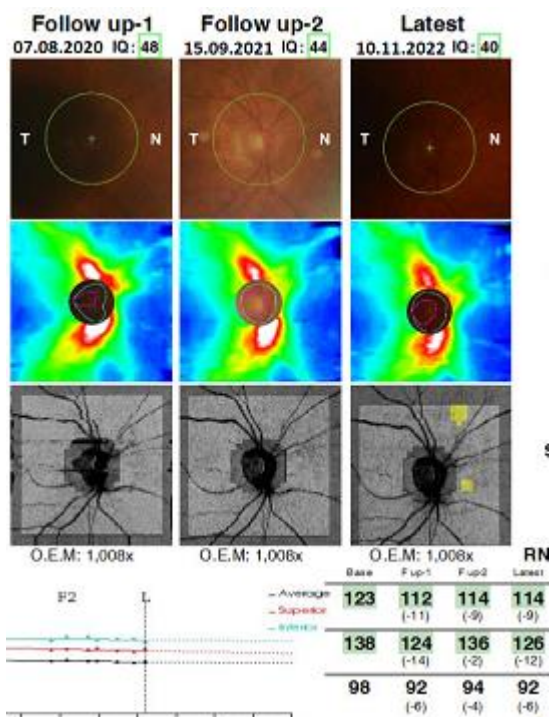 Follow up-1 Follow up-2 Latest
07.08.2020 IQ: 48 15.09.2021 IQ: 44 10.11.2022 IQ: 40
T N T N T N
S
O.E.M: 1,008x O.E.M: 1,008x O.E.M: 1,008x RN
Base F up-1 F up-2 Latest
F2 L Average 123 112 114 114
Superior (-11) (-9) (-9)
Inferior 138 124 136 126
(-14) (-2) (-12)
98 92 94 92
(-6) (-4) (-6)